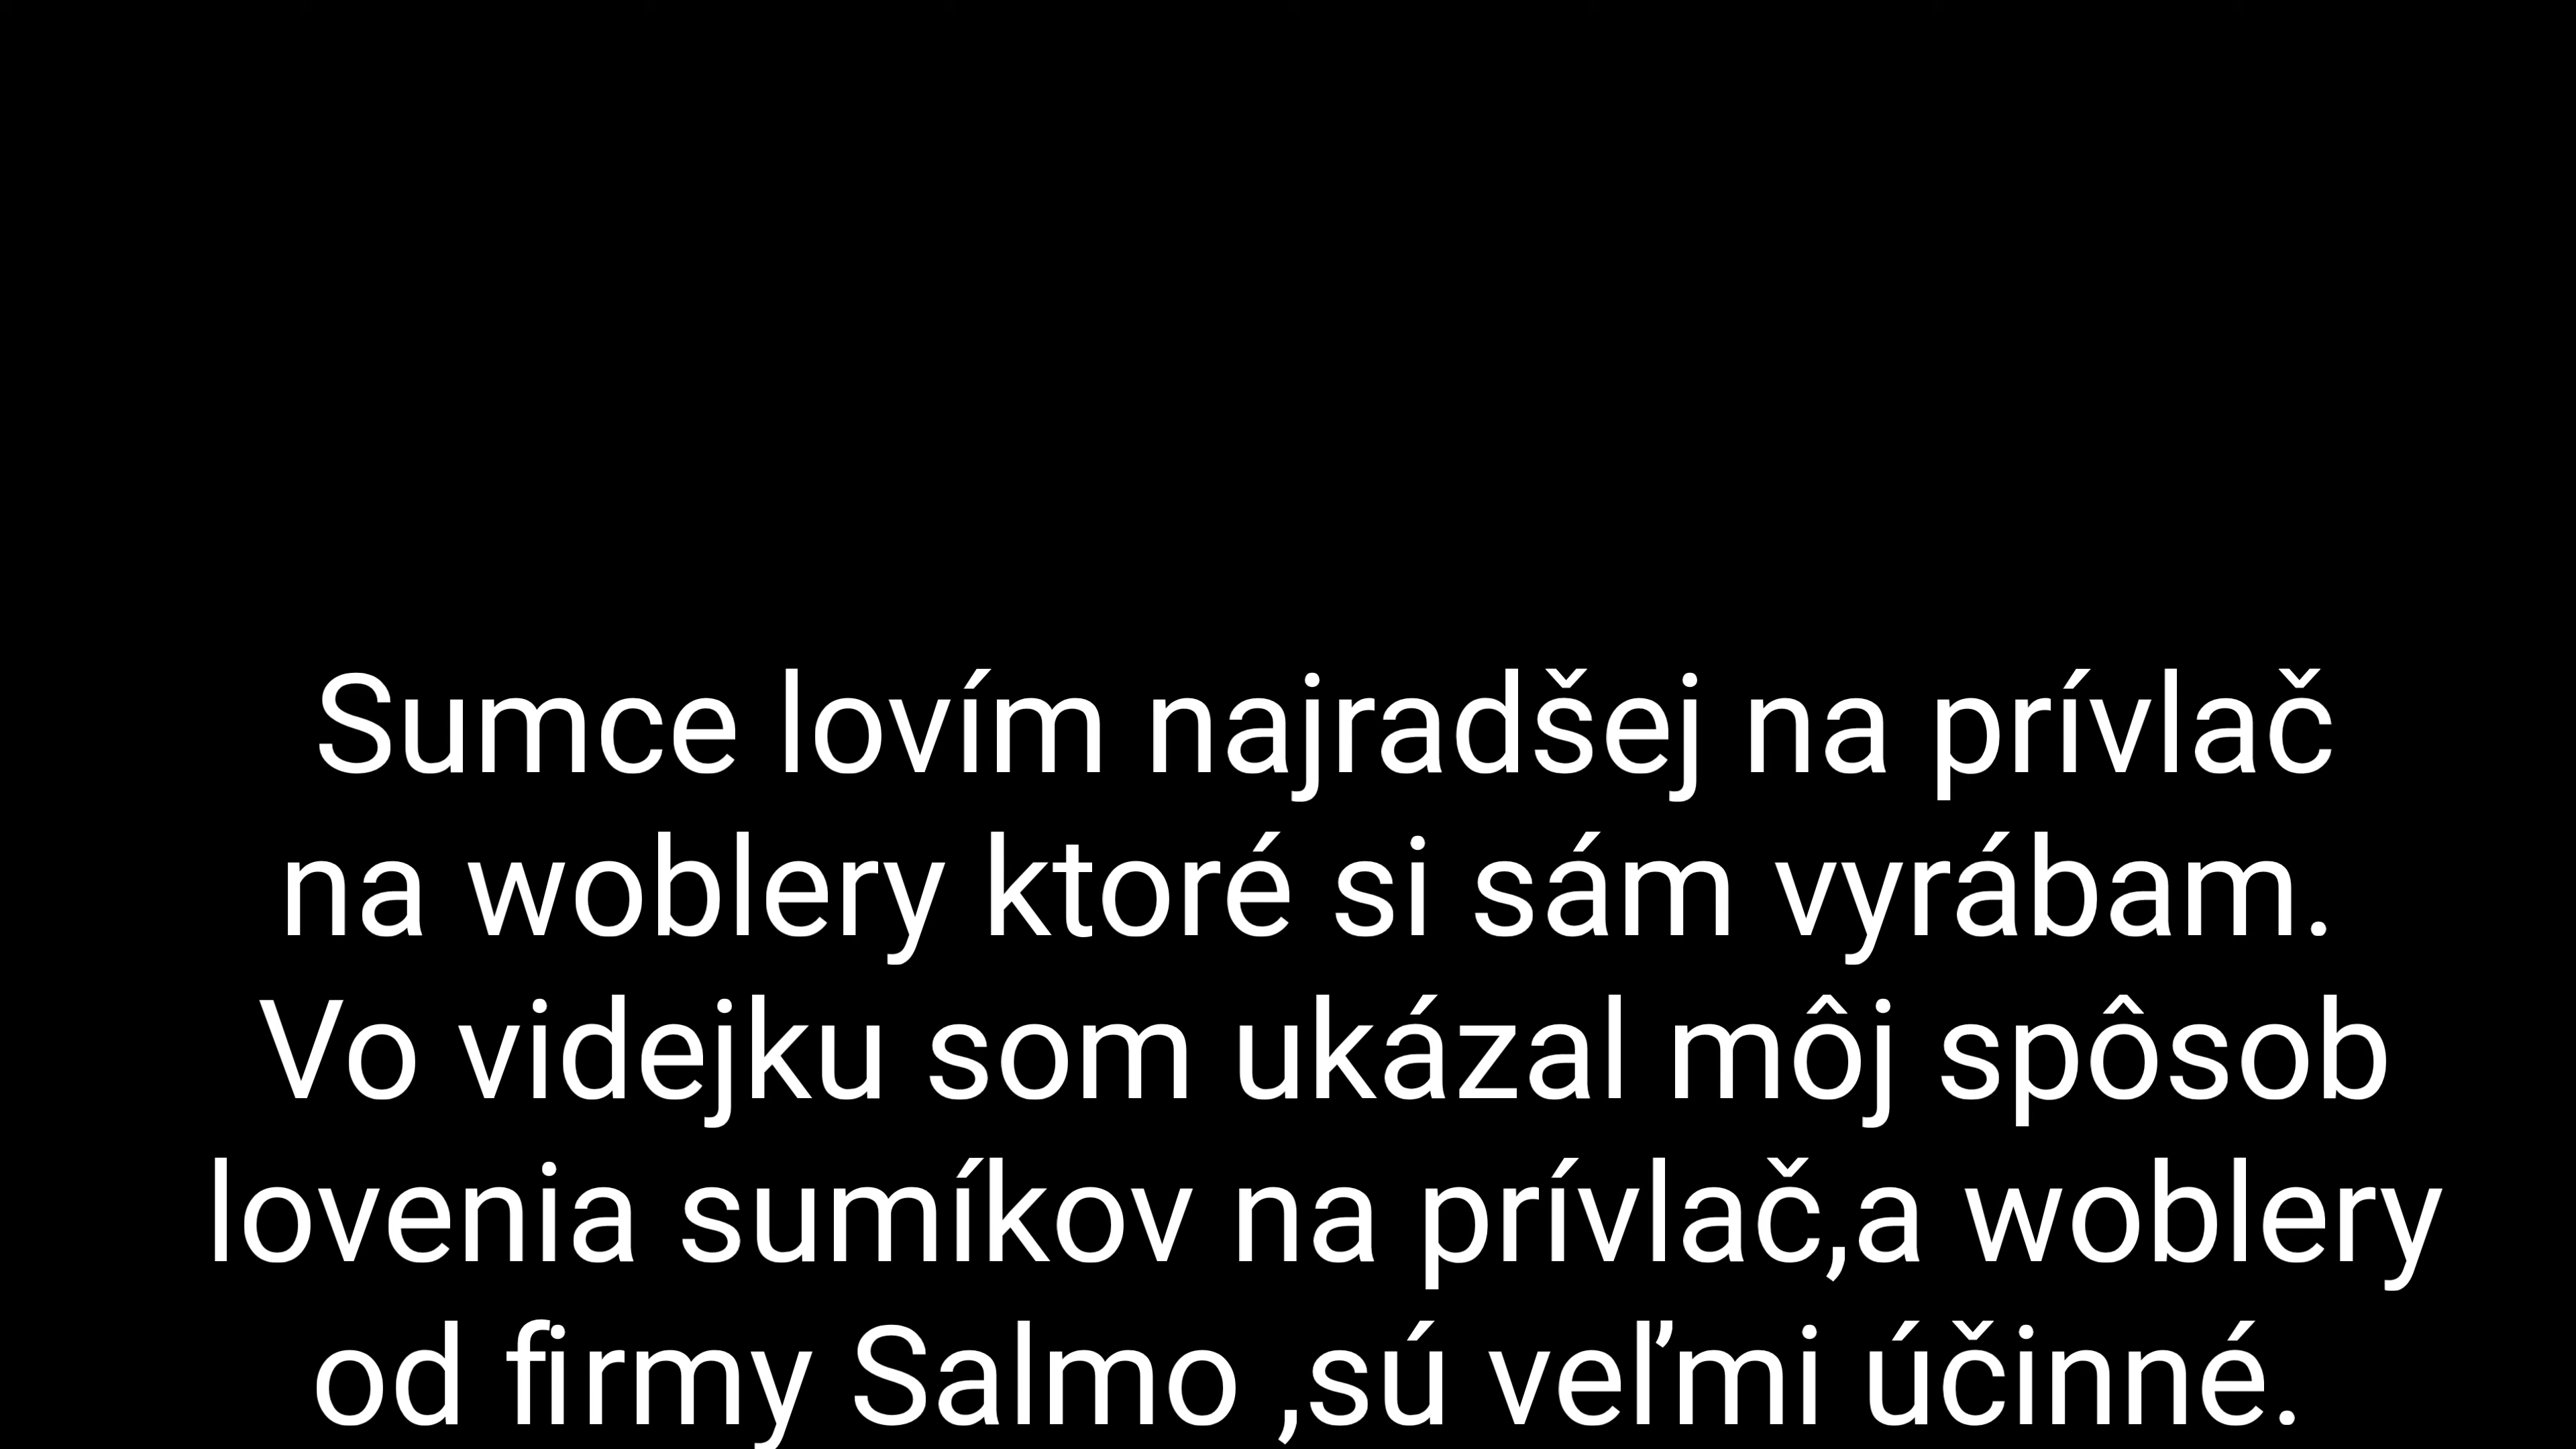 Sumce lovím najradšej na prívlač
na woblery ktoré si sám vyrábam.
Vo videjku som ukázal môj spôsob
lovenia sumíkov na prívlač,a woblery
od firmy Salmo ,sú veľmi účinné.